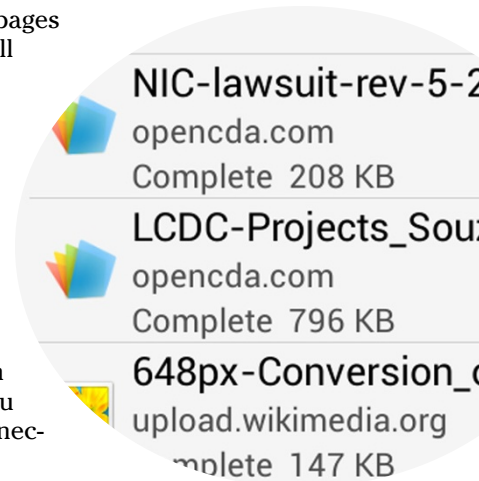 pages
ll
NIC-lawsuit-rev-5-2
opencda.com
Complete 208 KB
LCDC-Projects_Sou
opencda.com
Complete 796 KB
648px-Conversion_
upload.wikimedia.org
mplete 147 KB
u
nec-